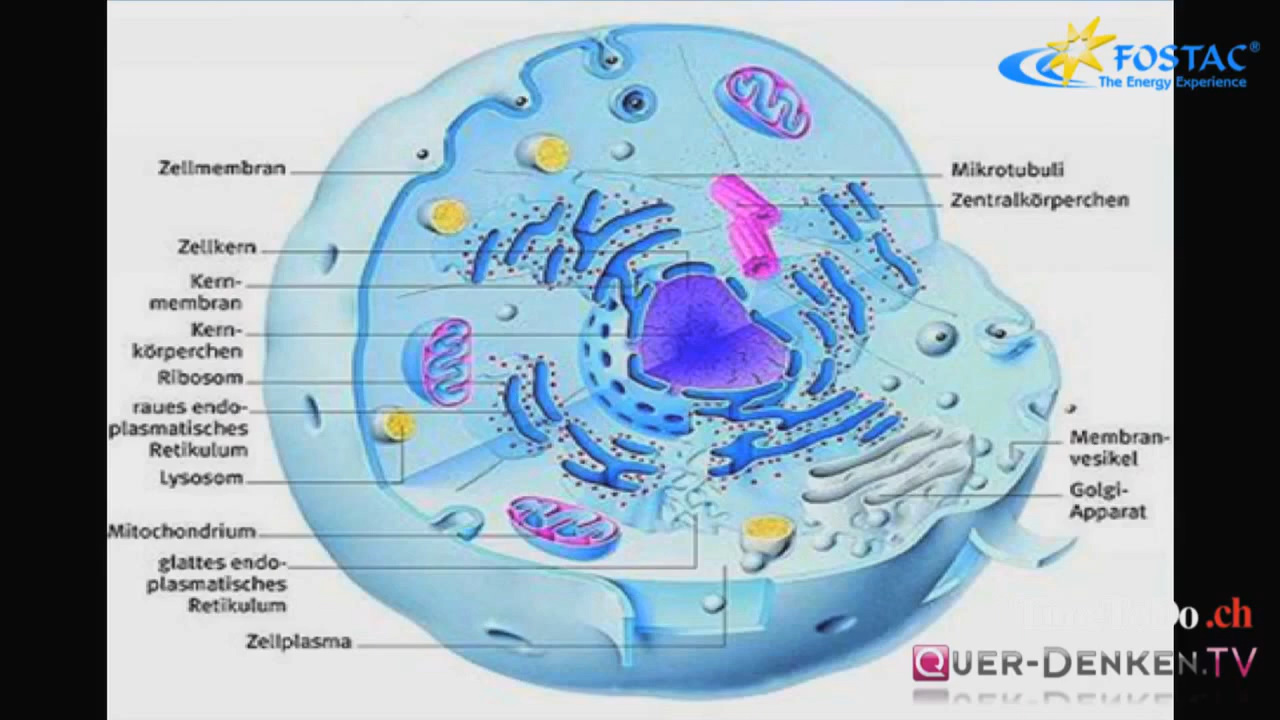 FOSTAC®
The Energy Experience
Zellmembran
Zellkern
Kern-
membran
Kern-
körperchen
Ribosom
raues endo-
plasmatisches
Retikulum
Lysosom
Mitochondrium
glattes endo-
plasmatisches
Retikulum
Zellplasma
Mikrotubuli
Zentralkörperchen
Membran-
vesikel
Golgi-
Apparat
.ch
QUER-DENKEN.TV